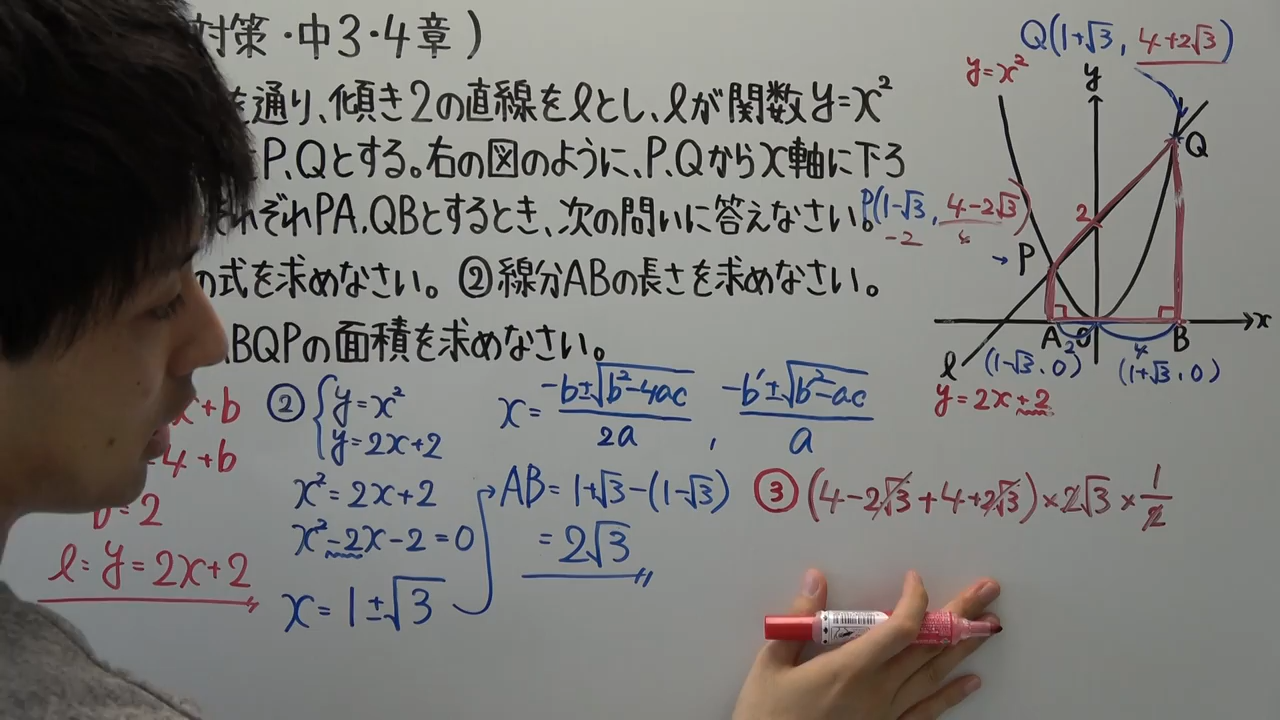 対策・中3・4章)
を通り、傾き2の直線をlとし、lが関数y=x²
P,Qとする。右の図のように、P,Qからx軸に下ろ
ぞれPA,QBとするとき、次の問いに答えなさい。
の式を求めなさい。②線分ABの長さを求めなさい。
ABQPの面積を求めなさい。
x+b
4+b
b=2
l: y=2x+2
② { y=x²
y=2x+2
x²=2x+2
x²-2x-2=0
x=1±√3
x= (-b±√(b²-4ac))/2a , (-b'±√(b'²-ac))/a
AB=1+√3-(1-√3)
=2√3
③ (4-2√3+4+2√3)×2√3×1/2
Q(1+√3, 4+2√3)
y=x²
y
Q
P(1-√3, 4-2√3)
-2
2
→ P
A
O
B
x
2
4
l
(1-√3, 0)
(1+√3, 0)
y=2x+2